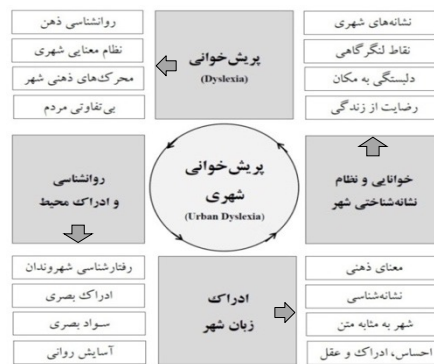 نشانه‌های شهری
نقاط لنگرگاهی
دلبستگی به مکان
رضایت از زندگی
پریش‌خوانی
(Dyslexia)
روانشناسی ذهن
نظام معنایی شهری
محرک‌های ذهنی شهر
بی‌تفاوتی مردم
خوانایی و نظام
نشانه‌شناختی شهر
پریش‌خوانی
شهری
(Urban Dyslexia)
روانشناسی
و ادراک محیط
معنای ذهنی
نشانه‌شناسی
شهر به مثابه متن
احساس، ادراک و عقل
ادراک
زبان شهر
رفتارشناسی شهروندان
ادراک بصری
سواد بصری
آسایش روانی